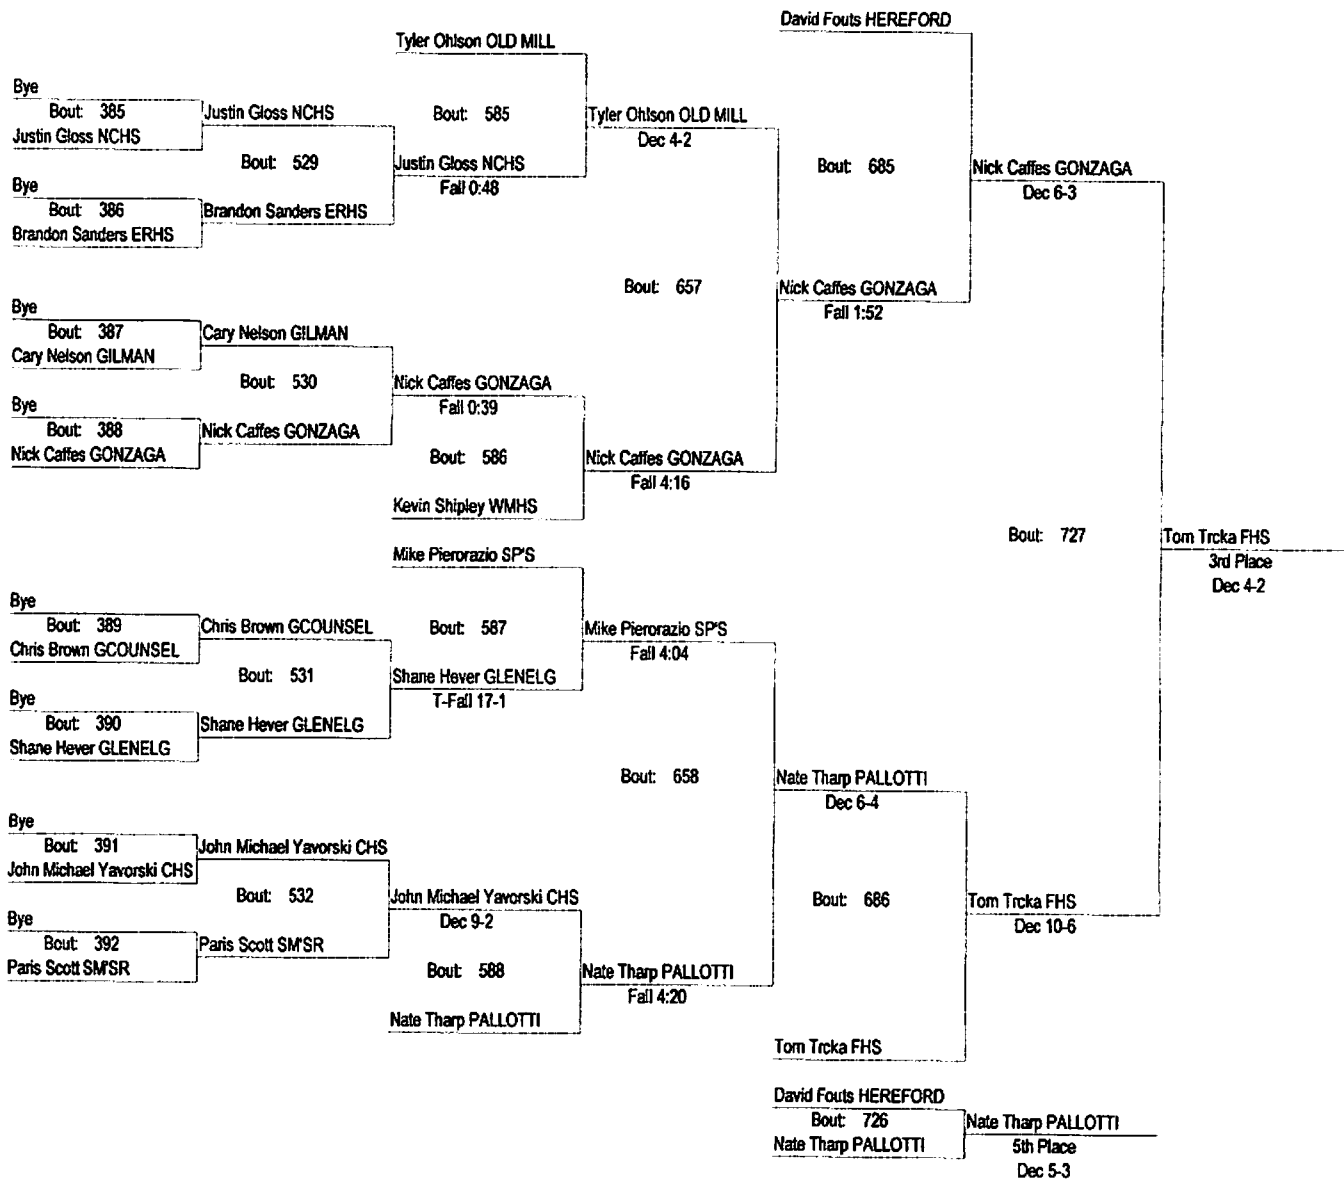 David Fouts HEREFORD
Tyler Ohlson OLD MILL
Bye
Bout: 385
Justin Gloss NCHS
Justin Gloss NCHS
Bout: 585
Tyler Ohlson OLD MILL
Dec 4-2
Bout: 529
Justin Gloss NCHS
Fall 0:48
Bout: 685
Nick Caffes GONZAGA
Dec 6-3
Bye
Bout: 386
Brandon Sanders ERHS
Brandon Sanders ERHS
Bout: 657
Nick Caffes GONZAGA
Fall 1:52
Bye
Bout: 387
Cary Nelson GILMAN
Cary Nelson GILMAN
Bout: 530
Nick Caffes GONZAGA
Fall 0:39
Bye
Bout: 388
Nick Caffes GONZAGA
Nick Caffes GONZAGA
Bout: 586
Nick Caffes GONZAGA
Fall 4:16
Kevin Shipley WMHS
Bout: 727
Tom Trcka FHS
3rd Place
Dec 4-2
Mike Pierorazio SP'S
Bye
Bout: 389
Chris Brown GCOUNSEL
Chris Brown GCOUNSEL
Bout: 587
Mike Pierorazio SP'S
Fall 4:04
Bout: 531
Shane Hever GLENELG
T-Fall 17-1
Bye
Bout: 390
Shane Hever GLENELG
Shane Hever GLENELG
Bout: 658
Nate Tharp PALLOTTI
Dec 6-4
Bye
Bout: 391
John Michael Yavorski CHS
John Michael Yavorski CHS
Bout: 532
John Michael Yavorski CHS
Dec 9-2
Bout: 686
Tom Trcka FHS
Dec 10-6
Bye
Bout: 392
Paris Scott SM'SR
Paris Scott SM'SR
Bout: 588
Nate Tharp PALLOTTI
Fall 4:20
Nate Tharp PALLOTTI
Tom Trcka FHS
David Fouts HEREFORD
Bout: 726
Nate Tharp PALLOTTI
Nate Tharp PALLOTTI
5th Place
Dec 5-3